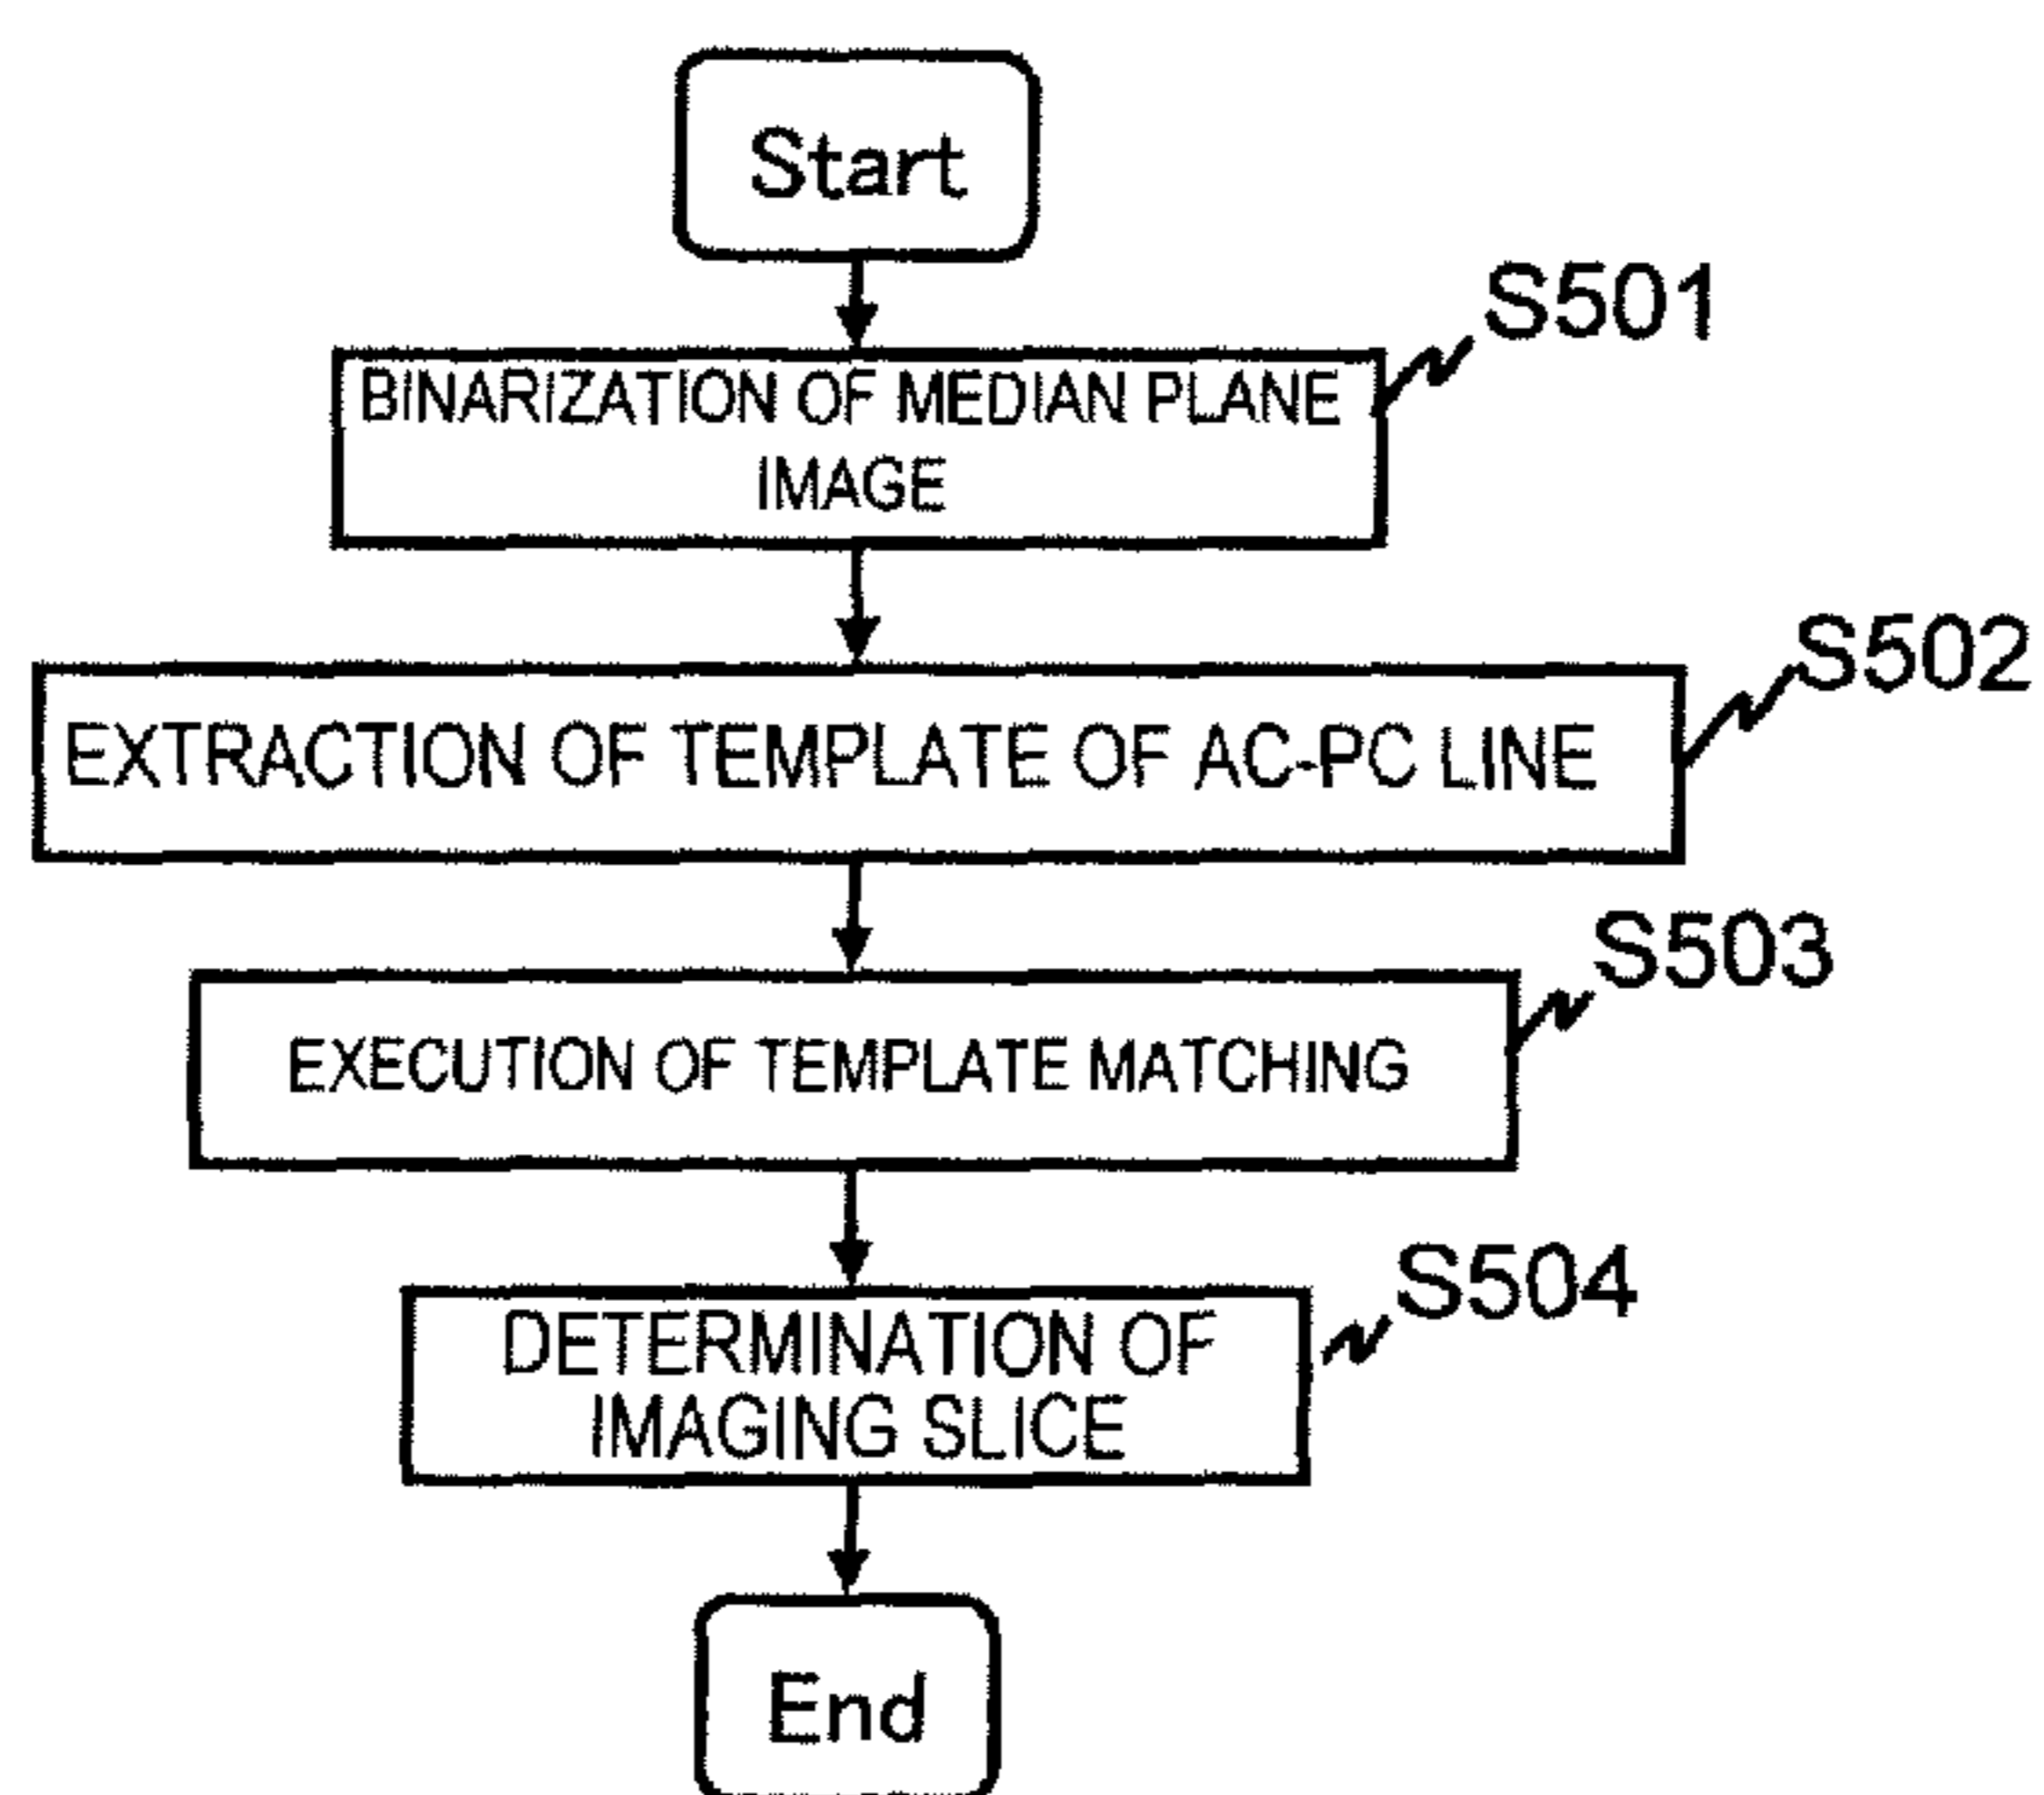 Start
S501
BINARIZATION OF MEDIAN PLANE
IMAGE
S502
EXTRACTION OF TEMPLATE OF AC-PC LINE
S503
EXECUTION OF TEMPLATE MATCHING
S504
DETERMINATION OF
IMAGING SLICE
End